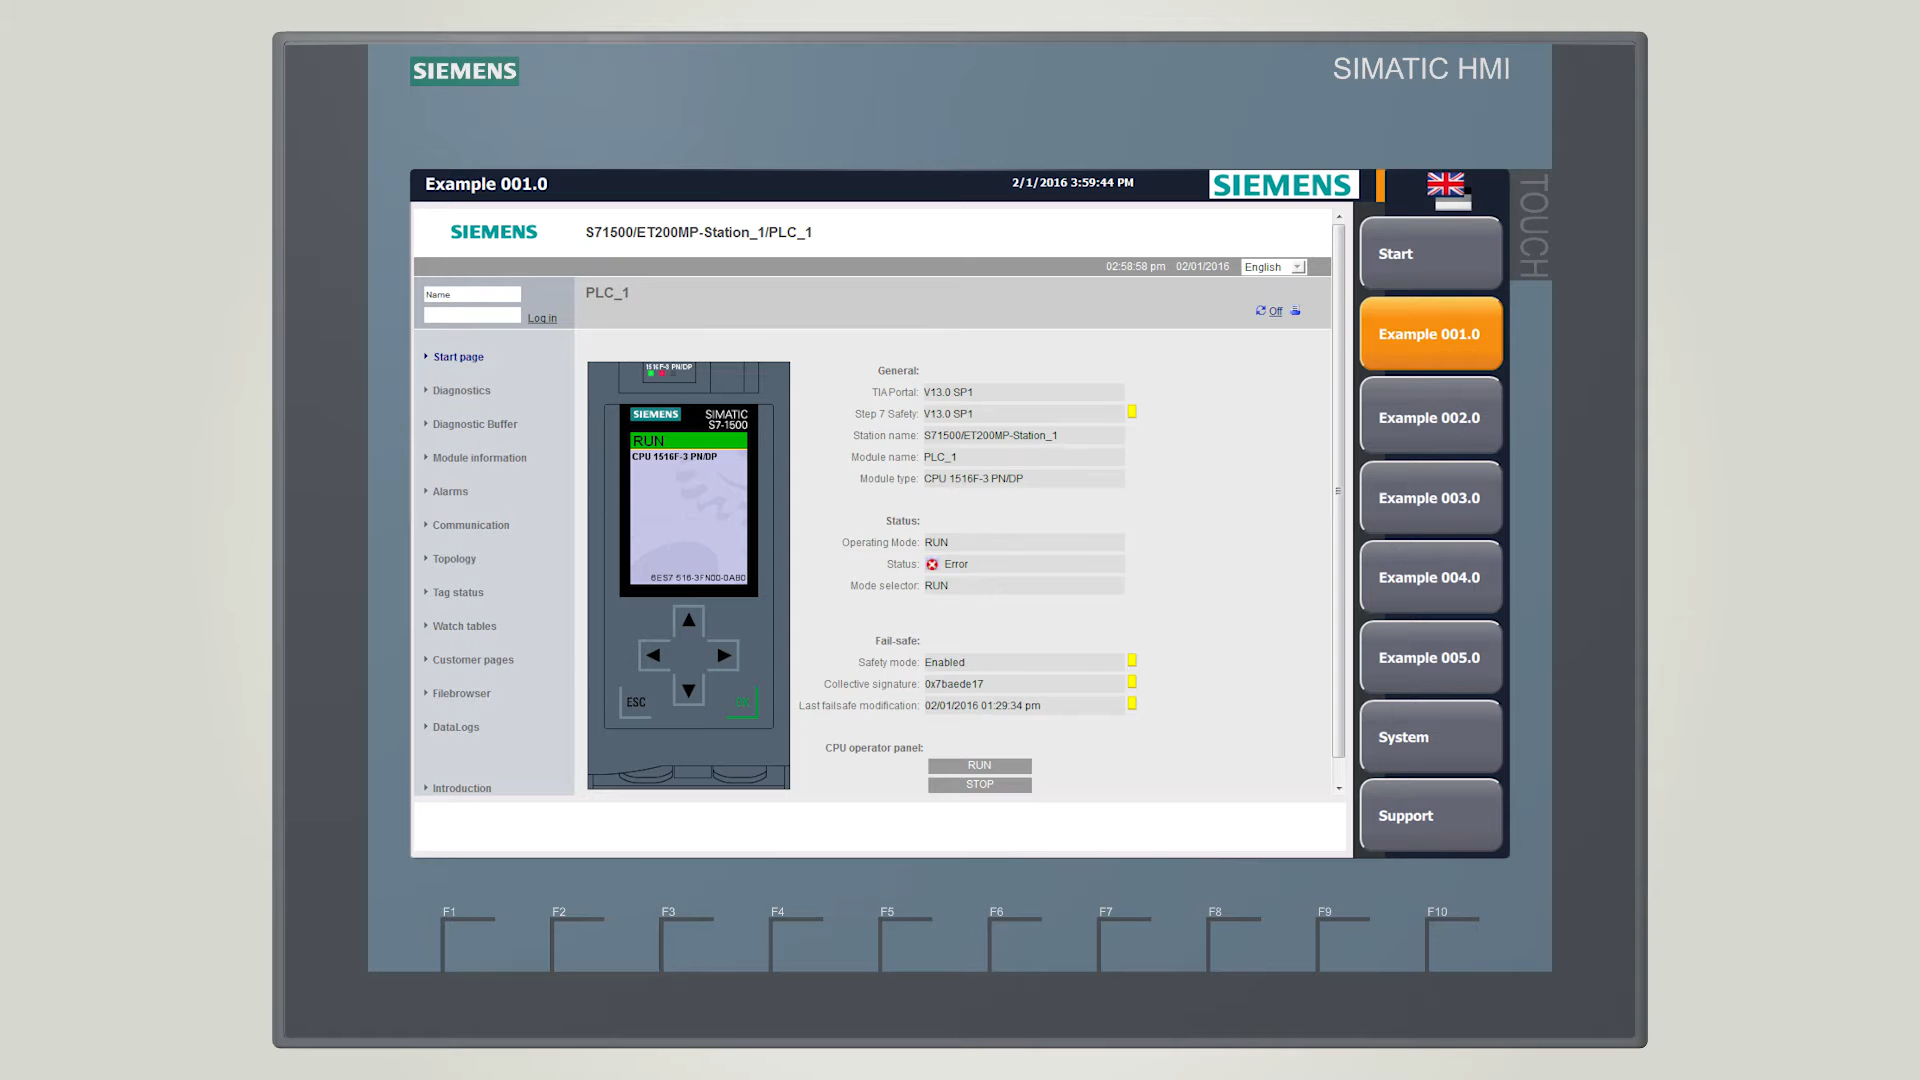 SIEMENS
SIMATIC HMI
TOUCH
Example 001.0
2/1/2016 3:59:44 PM
SIEMENS
SIEMENS
S71500/ET200MP-Station_1/PLC_1
02:58:58 pm 02/01/2016 English
Name
Log in
PLC_1
Off
Start page
Diagnostics
Diagnostic Buffer
Module information
Alarms
Communication
Topology
Tag status
Watch tables
Customer pages
Filebrowser
DataLogs
Introduction
1516F-3 PN/DP
SIEMENS
SIMATIC
S7-1500
RUN
CPU 1516F-3 PN/DP
6ES7 516-3FN00-0AB0
ESC
OK
General:
TIA Portal: V13.0 SP1
Step 7 Safety: V13.0 SP1
Station name: S71500/ET200MP-Station_1
Module name: PLC_1
Module type: CPU 1516F-3 PN/DP
Status:
Operating Mode: RUN
Status: Error
Mode selector: RUN
Fail-safe:
Safety mode: Enabled
Collective signature: 0x7baede17
Last failsafe modification: 02/01/2016 01:29:34 pm
CPU operator panel:
RUN
STOP
Start
Example 001.0
Example 002.0
Example 003.0
Example 004.0
Example 005.0
System
Support
F1 F2 F3 F4 F5 F6 F7 F8 F9 F10